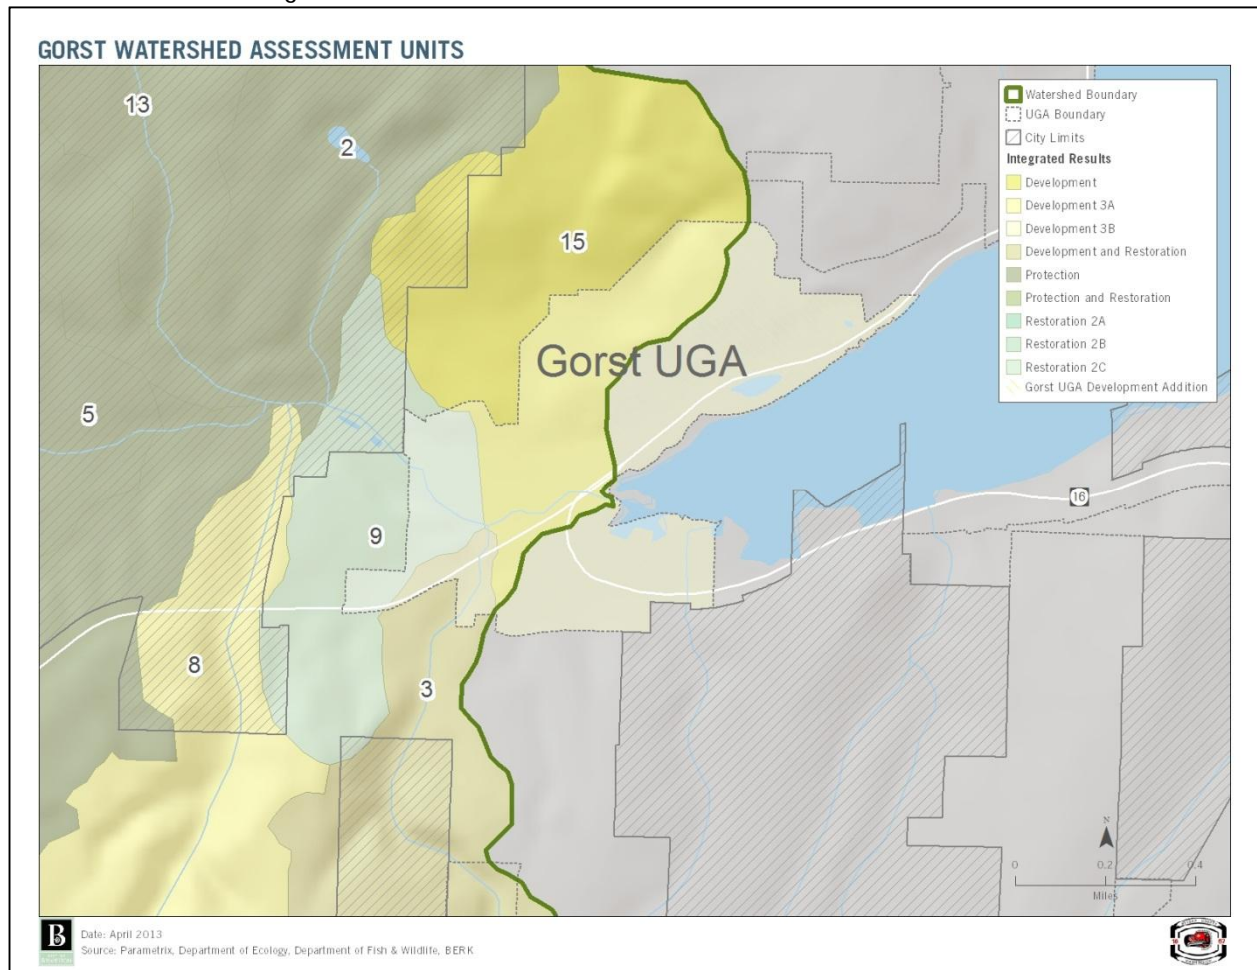 GORST WATERSHED ASSESSMENT UNITS
13
2
15
Gorst UGA
5
9
16
8
3
Watershed Boundary
UGA Boundary
City Limits
Integrated Results
Development
Development 3A
Development 3B
Development and Restoration
Protection
Protection and Restoration
Restoration 2A
Restoration 2B
Restoration 2C
Gorst UGA Development Addition
N
0 0.2 0.4
Miles
B
Date: April 2013
Source: Parametrix, Department of Ecology, Department of Fish & Wildlife, BERK